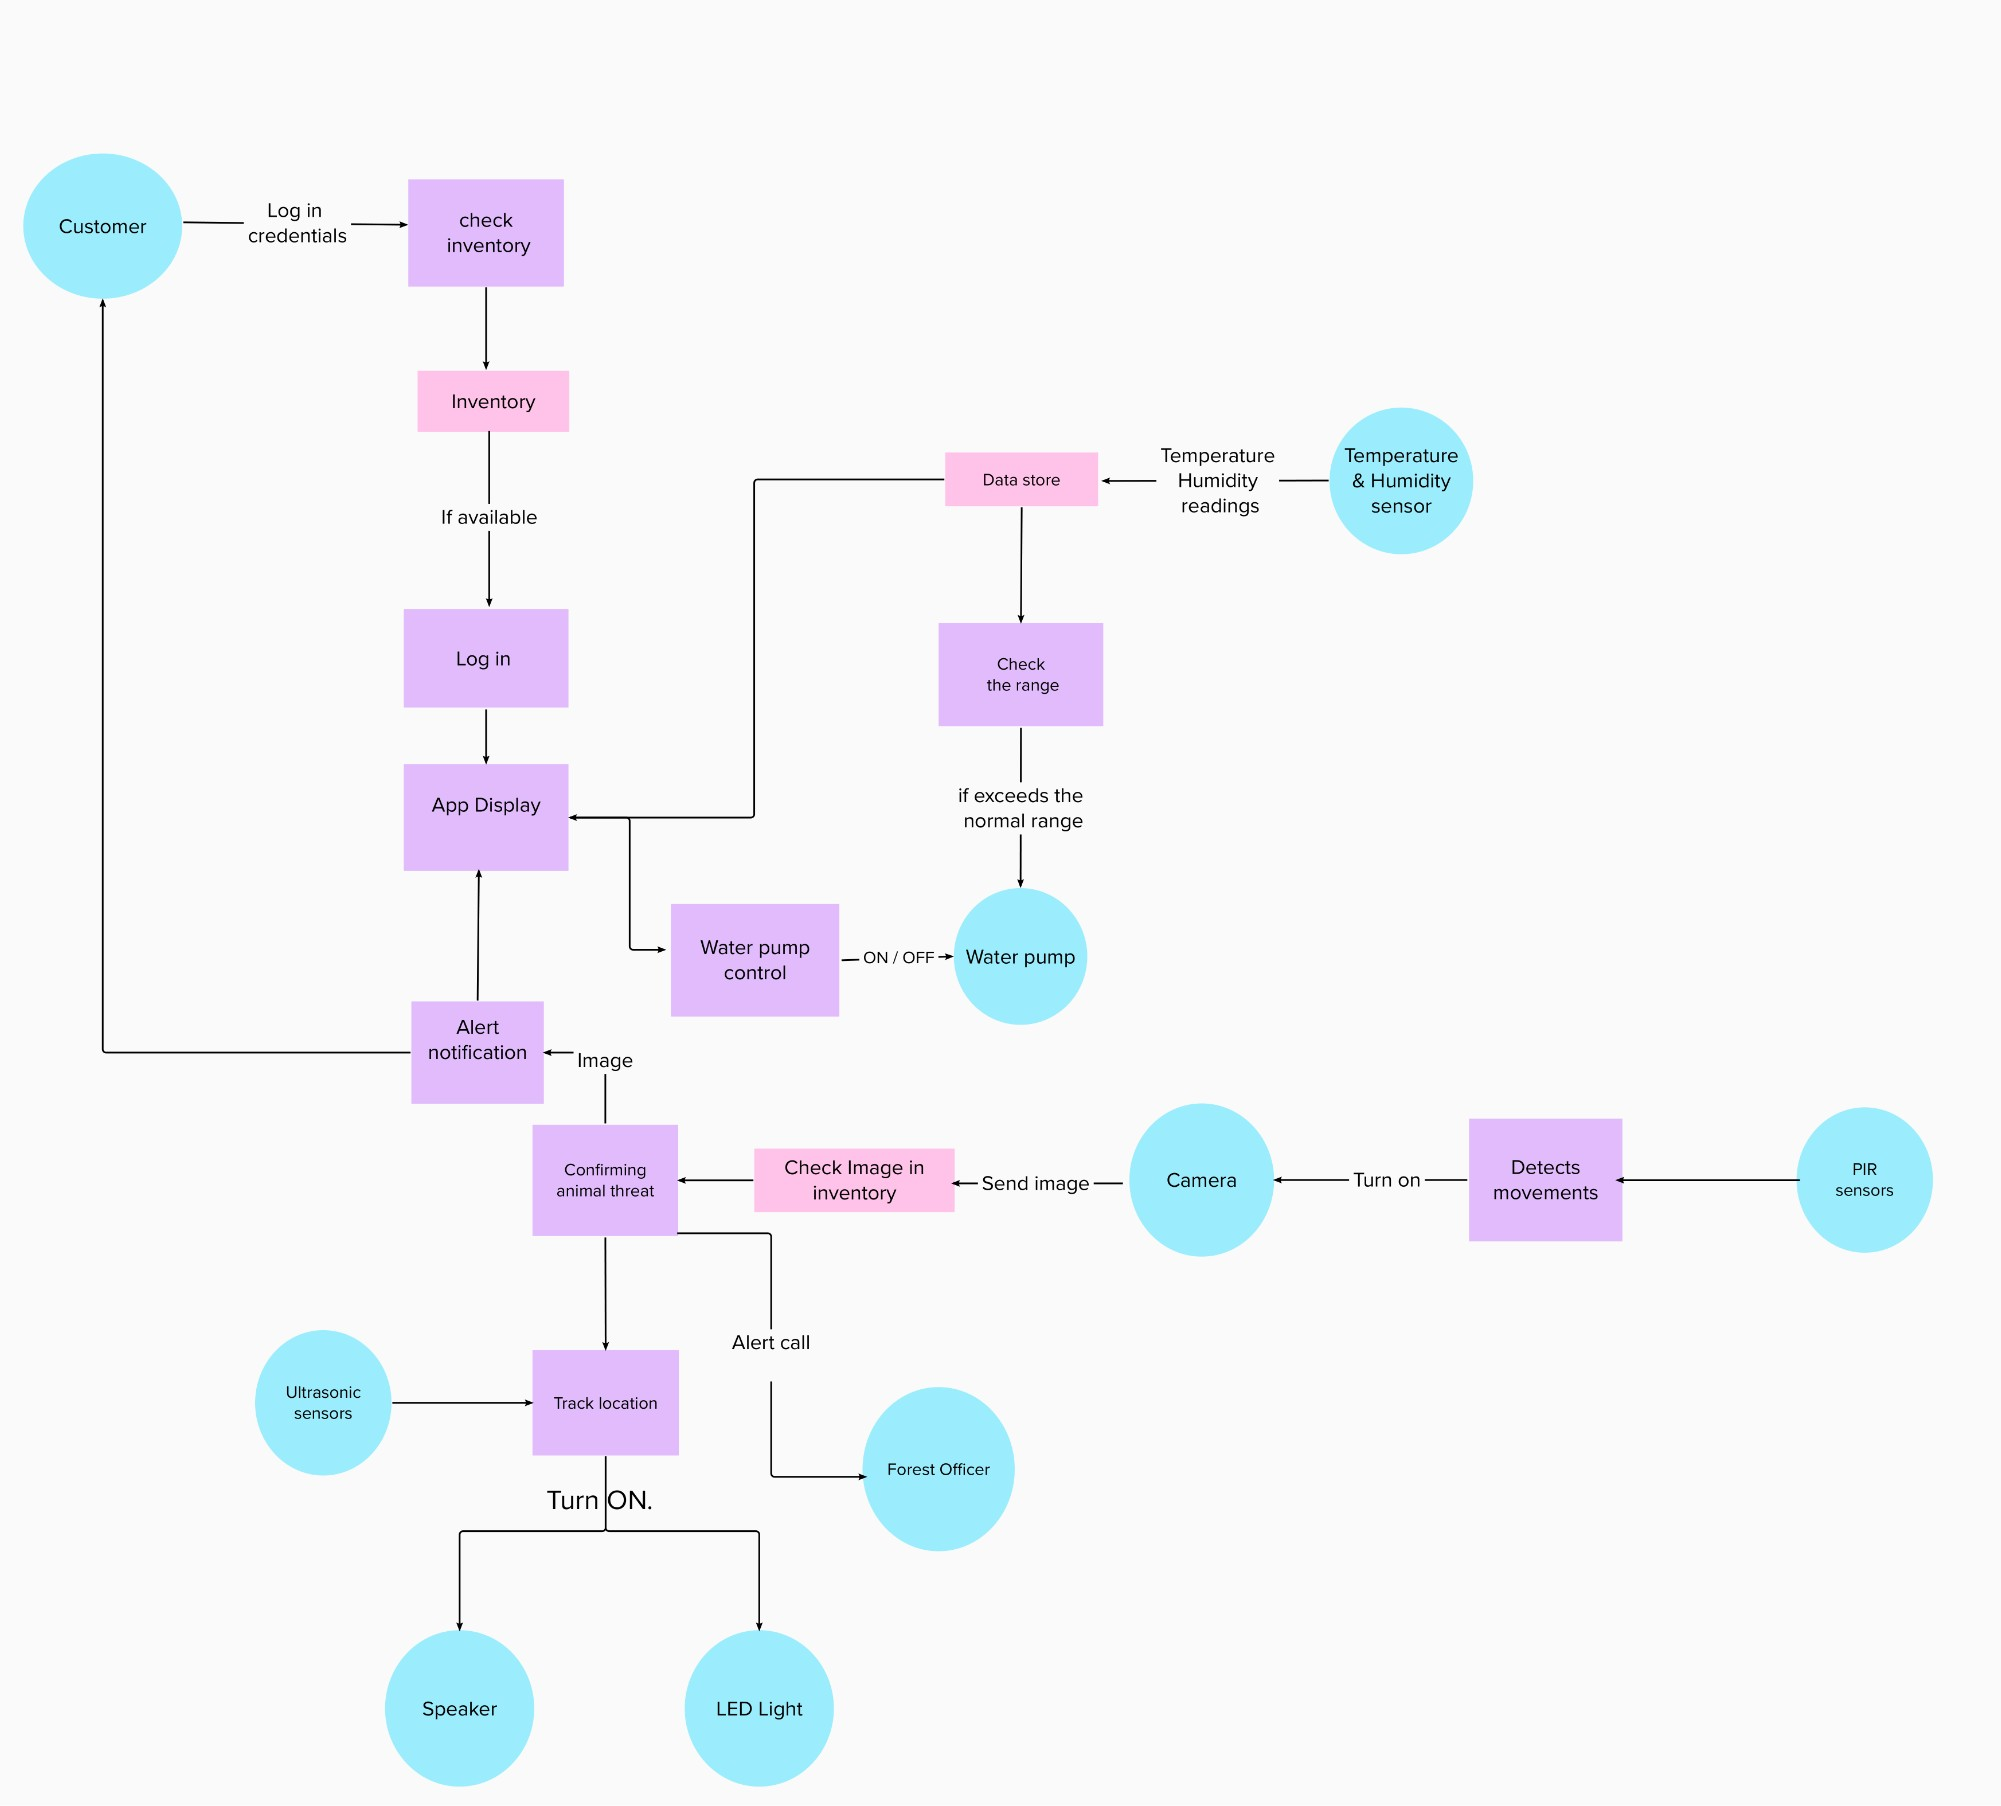 Customer
Log in
credentials
check
inventory
Inventory
If available
Log in
App Display
Data store
Temperature
Humidity
readings
Temperature
& Humidity
sensor
Check
the range
if exceeds the
normal range
Water pump
control
ON / OFF
Water pump
Alert
notification
Image
Confirming
animal threat
Check Image in
inventory
Send image
Camera
Turn on
Detects
movements
PIR
sensors
Alert call
Ultrasonic
sensors
Track location
Forest Officer
Turn ON.
Speaker
LED Light